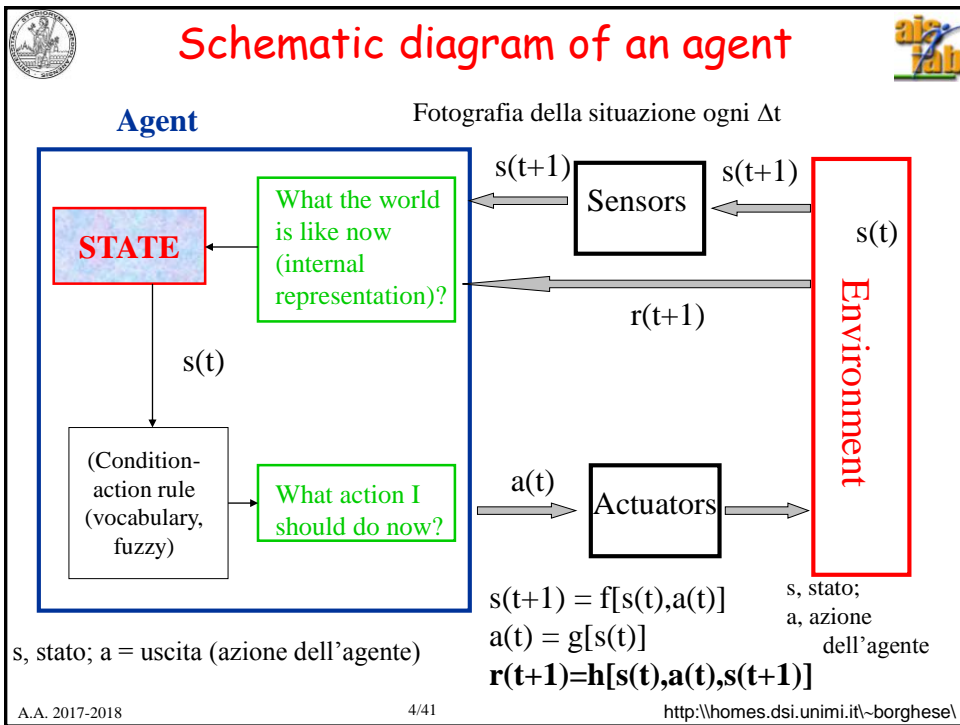 Schematic diagram of an agent
Agent
Fotografia della situazione ogni Δt
What the world
is like now
(internal
representation)?
STATE
s(t)
(Condition-
action rule
(vocabulary,
fuzzy)
What action I
should do now?
s(t+1)
Sensors
s(t+1)
s(t)
r(t+1)
Environment
a(t)
Actuators
s(t+1) = f[s(t),a(t)]
a(t) = g[s(t)]
r(t+1)=h[s(t),a(t),s(t+1)]
s, stato;
a, azione
dell'agente
s, stato; a = uscita (azione dell'agente)
A.A. 2017-2018
4/41
http:\\homes.dsi.unimi.it\~borghese\